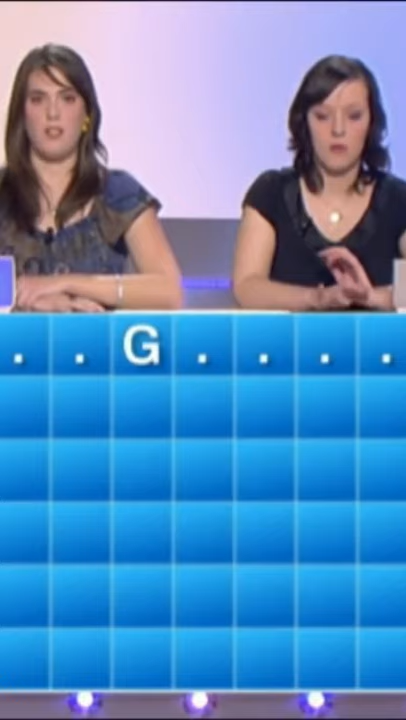 . . G . . . .